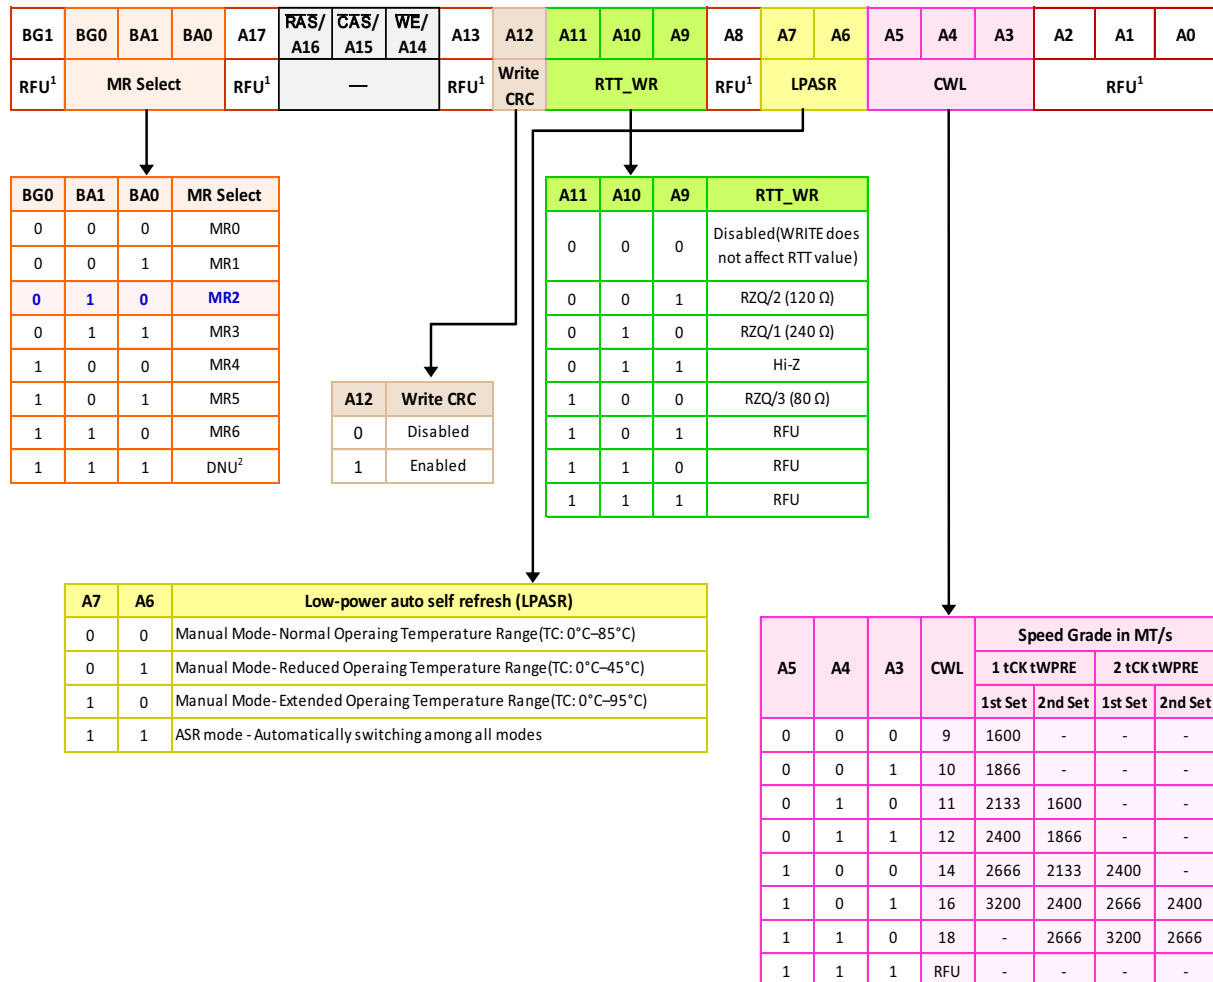 BG1 BG0 BA1 BA0 A17 RAS/ CAS/ WE/ A13 A12 A11 A10 A9 A8 A7 A6 A5 A4 A3 A2 A1 A0
A16 A15 A14
RFU1 MR Select RFU1 — RFU1 Write CRC RTT_WR RFU1 LPASR CWL RFU1
BG0 BA1 BA0 MR Select
0 0 0 MR0
0 0 1 MR1
0 1 0 MR2
0 1 1 MR3
1 0 0 MR4
1 0 1 MR5
1 1 0 MR6
1 1 1 DNU2
A12 Write CRC
0 Disabled
1 Enabled
A11 A10 A9 RTT_WR
0 0 0 Disabled(WRITE does
not affect RTT value)
0 0 1 RZQ/2 (120 Ω)
0 1 0 RZQ/1 (240 Ω)
0 1 1 Hi-Z
1 0 0 RZQ/3 (80 Ω)
1 0 1 RFU
1 1 0 RFU
1 1 1 RFU
A7 A6 Low-power auto self refresh (LPASR)
0 0 Manual Mode- Normal Operaing Temperature Range(TC: 0°C–85°C)
0 1 Manual Mode- Reduced Operaing Temperature Range(TC: 0°C–45°C)
1 0 Manual Mode- Extended Operaing Temperature Range(TC: 0°C–95°C)
1 1 ASR mode - Automatically switching among all modes
A5 A4 A3 CWL Speed Grade in MT/s
1 tCK tWPRE 2 tCK tWPRE
1st Set 2nd Set 1st Set 2nd Set
0 0 0 9 1600 - - -
0 0 1 10 1866 - - -
0 1 0 11 2133 1600 - -
0 1 1 12 2400 1866 - -
1 0 0 14 2666 2133 2400 -
1 0 1 16 3200 2400 2666 2400
1 1 0 18 - 2666 3200 2666
1 1 1 RFU - - - -